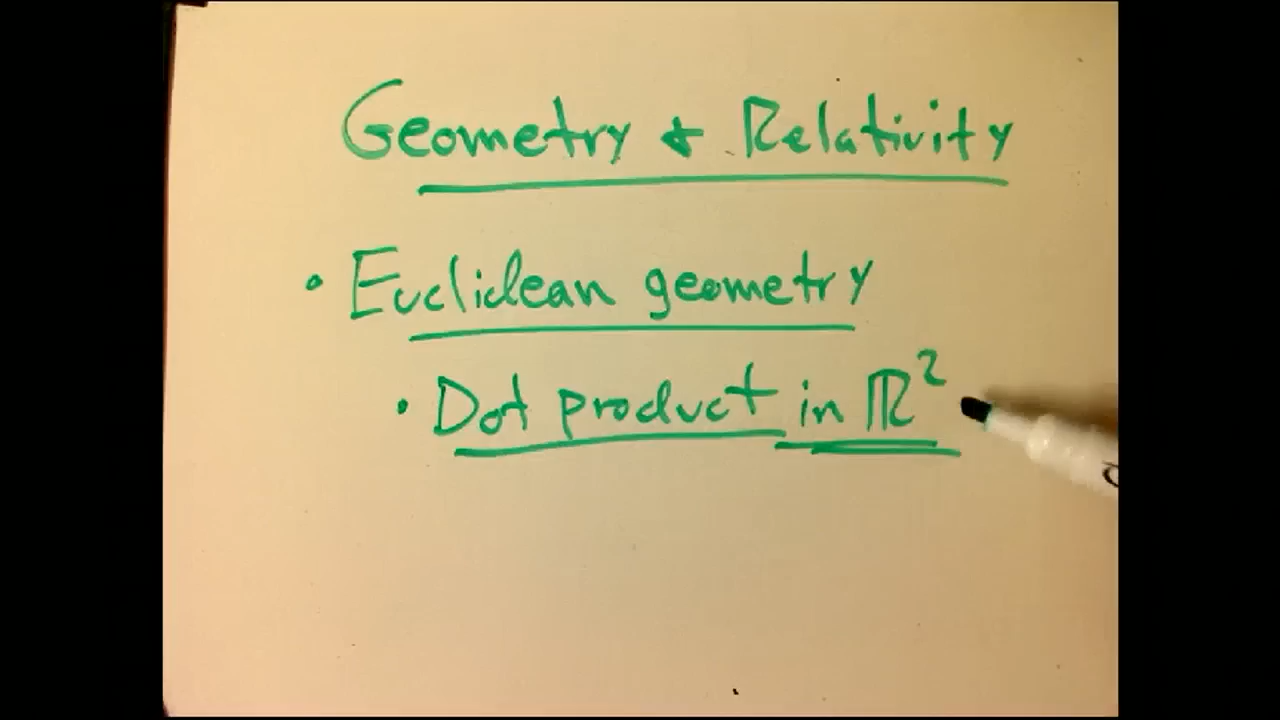 Geometry & Relativity
• Euclidean geometry
• Dot product in ℝ²